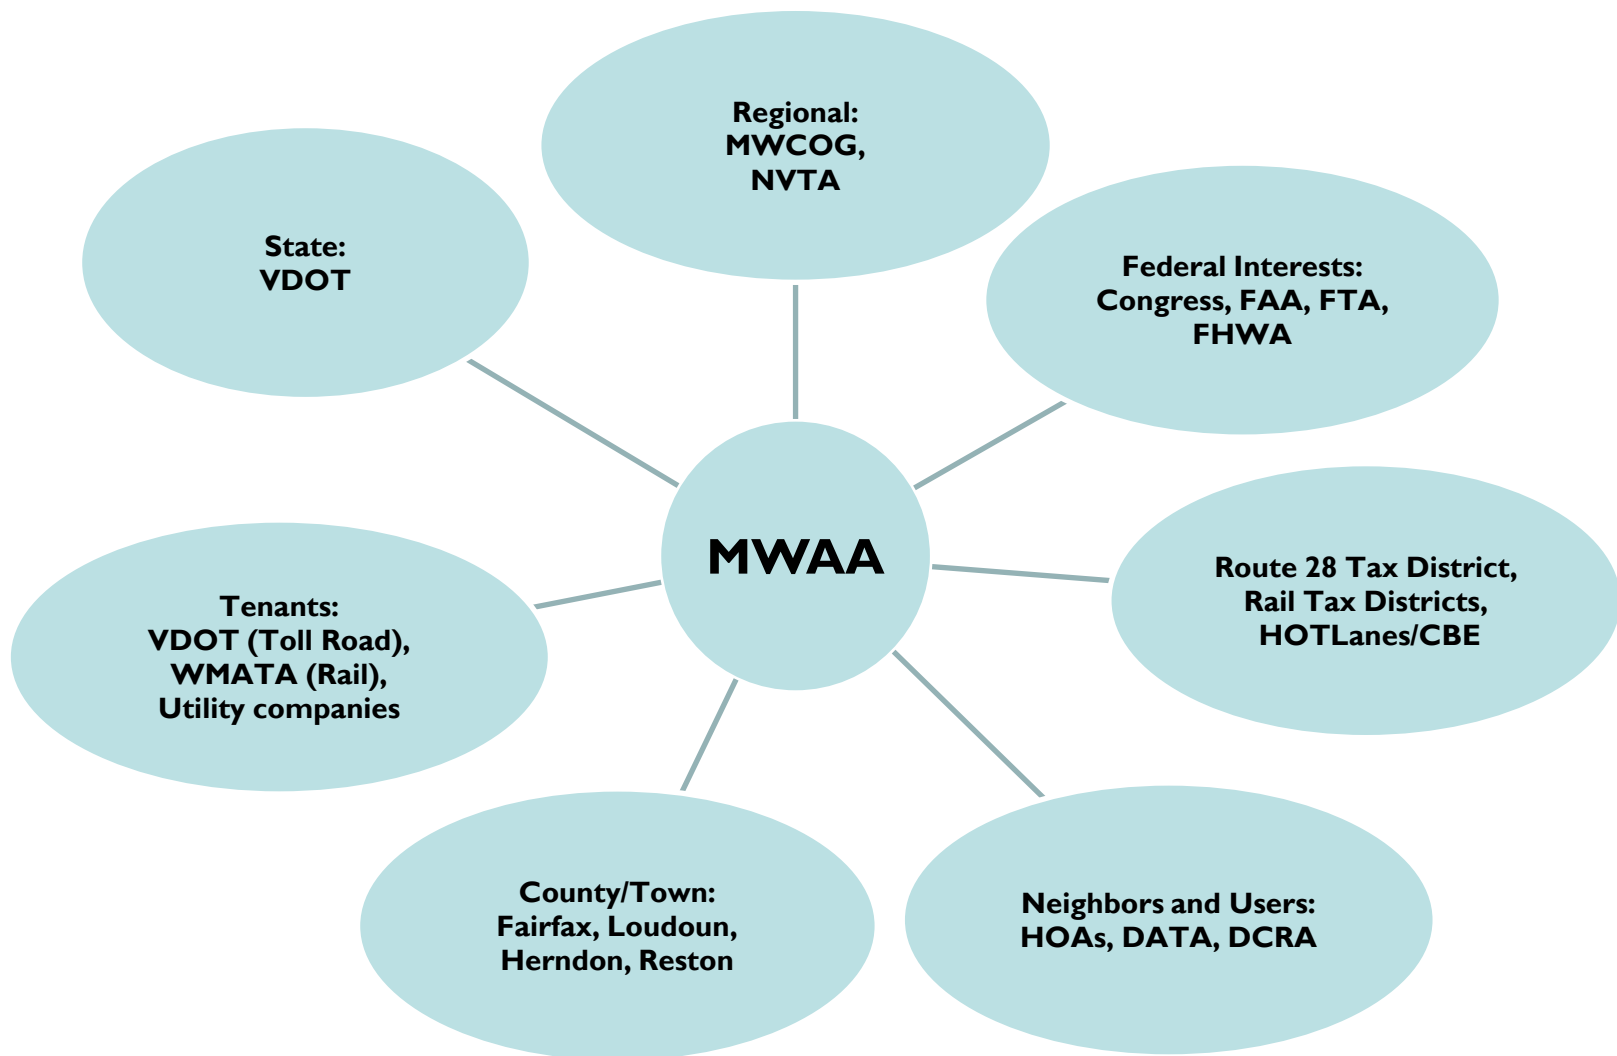 Regional:
MWCOG,
NVTA
State:
VDOT
Federal Interests:
Congress, FAA, FTA,
FHWA
MWAA
Route 28 Tax District,
Rail Tax Districts,
HOTLanes/CBE
Tenants:
VDOT (Toll Road),
WMATA (Rail),
Utility companies
County/Town:
Fairfax, Loudoun,
Herndon, Reston
Neighbors and Users:
HOAs, DATA, DCRA